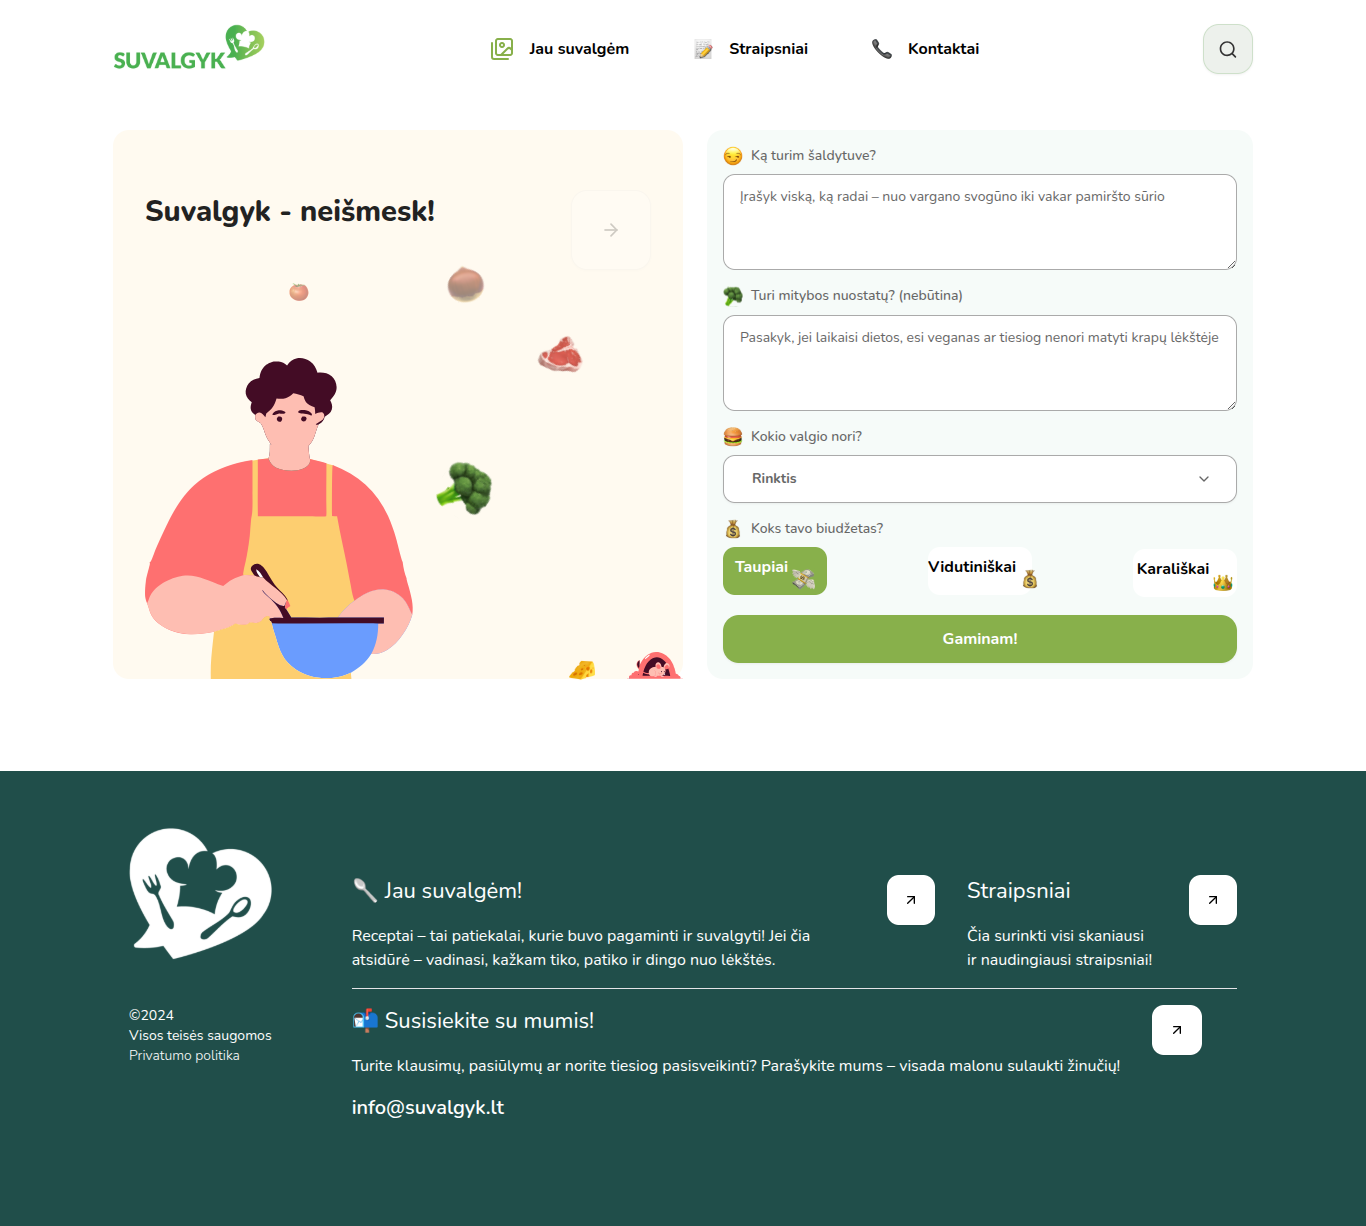 SUVALGYK
Jau suvalgėm
Straipsniai
Kontaktai
Suvalgyk - neišmesk!
Ką turim šaldytuve?
Įrašyk viską, ką radai – nuo vargano svogūno iki vakar pamiršto sūrio
Turi mitybos nuostatų? (nebūtina)
Pasakyk, jei laikaisi dietos, esi veganas ar tiesiog nenori matyti krapų lėkštėje
Kokio valgio nori?
Rinktis
Koks tavo biudžetas?
Taupiai
Vidutiniškai
Karališkai
Gaminam!
Jau suvalgėm!
Receptai – tai patiekalai, kurie buvo pagaminti ir suvalgyti! Jei čia
atsidūrė – vadinasi, kažkam tiko, patiko ir dingo nuo lėkštės.
Straipsniai
Čia surinkti visi skaniausi
ir naudingiausi straipsniai!
©2024
Visos teisės saugomos
Privatumo politika
Susisiekite su mumis!
Turite klausimų, pasiūlymų ar norite tiesiog pasisveikinti? Parašykite mums – visada malonu sulaukti žinučių!
info@suvalgyk.lt